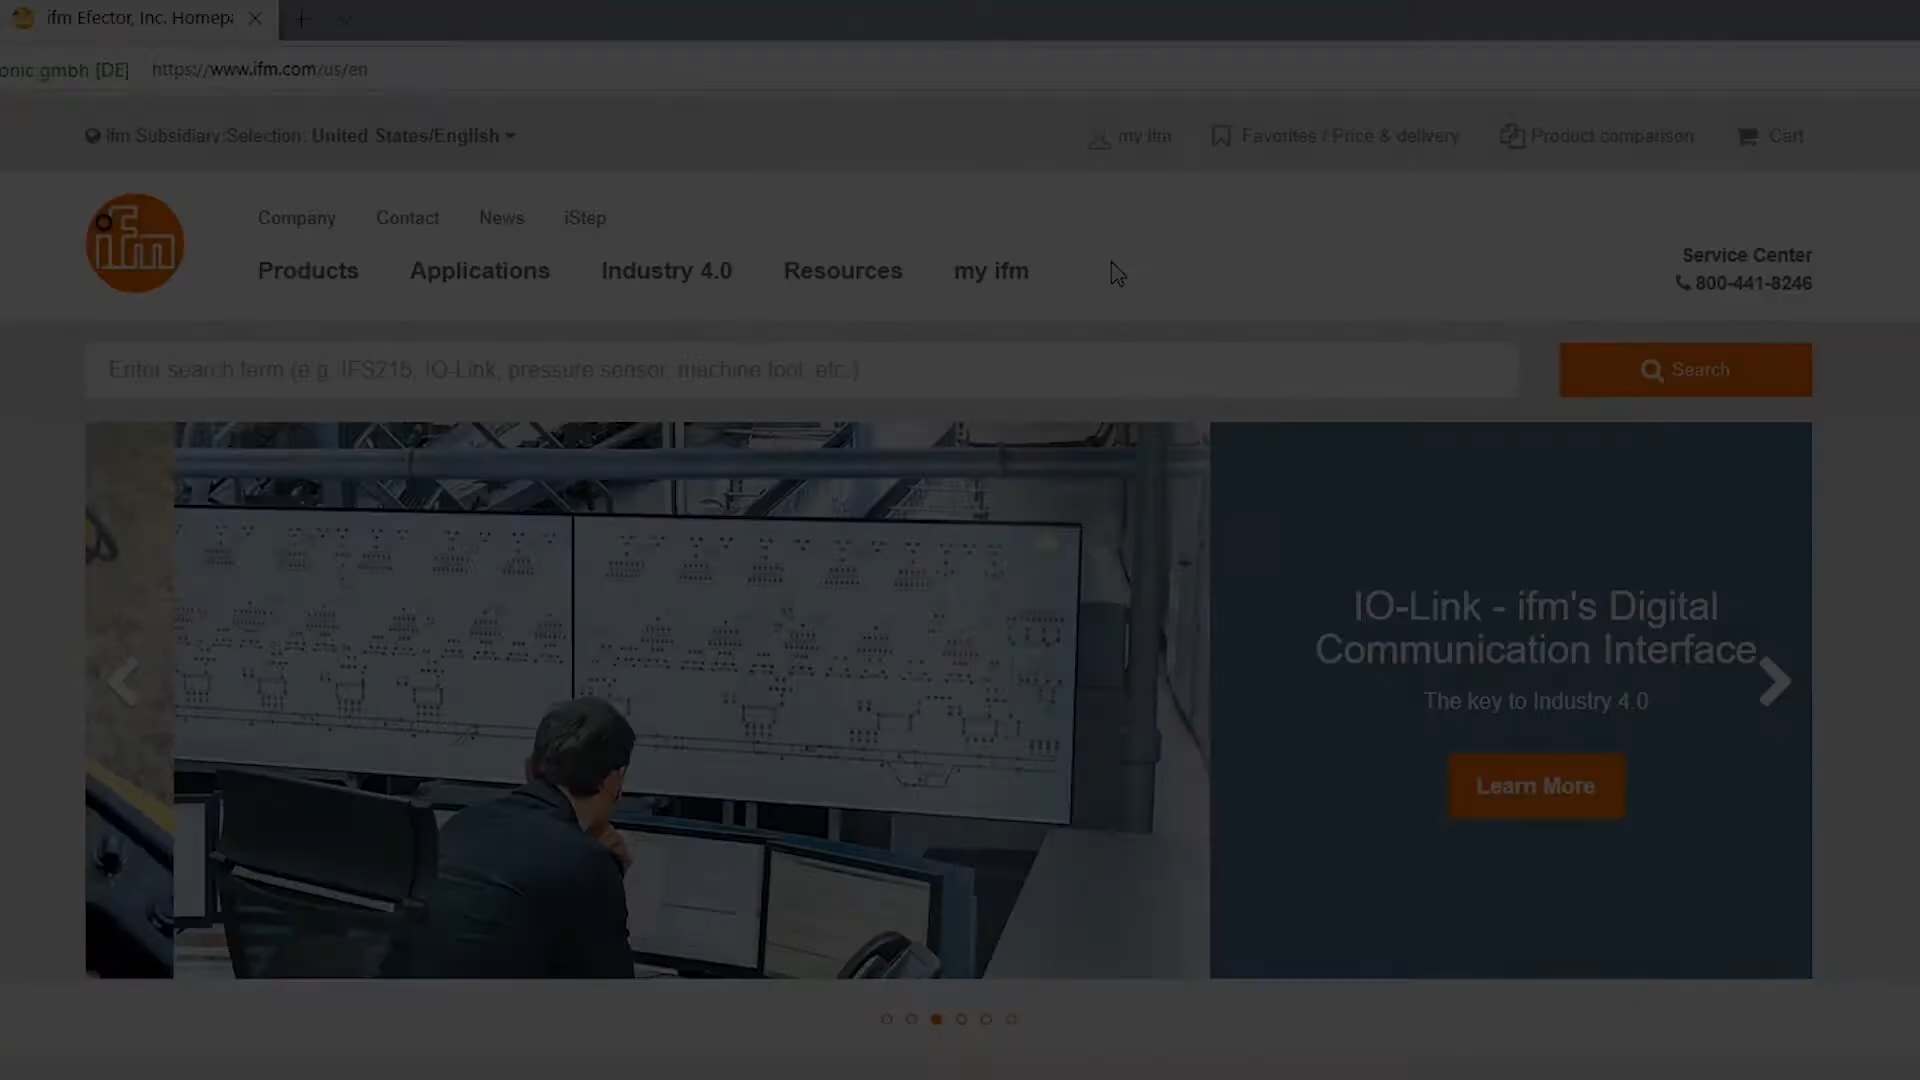 ifm Efector, Inc. Homepa
onic gmbh [DE] https://www.ifm.com/us/en
ifm Subsidiary Selection: United States/English
my ifm
Favorites / Price & delivery
Product comparison
Cart
ifm
Company
Contact
News
iStep
Products
Applications
Industry 4.0
Resources
my ifm
Service Center
800-441-8246
Enter search term (e.g. IFS215, IO-Link, pressure sensor, machine tool, etc.)
Search
IO-Link - ifm's Digital
Communication Interface
The key to Industry 4.0
Learn More